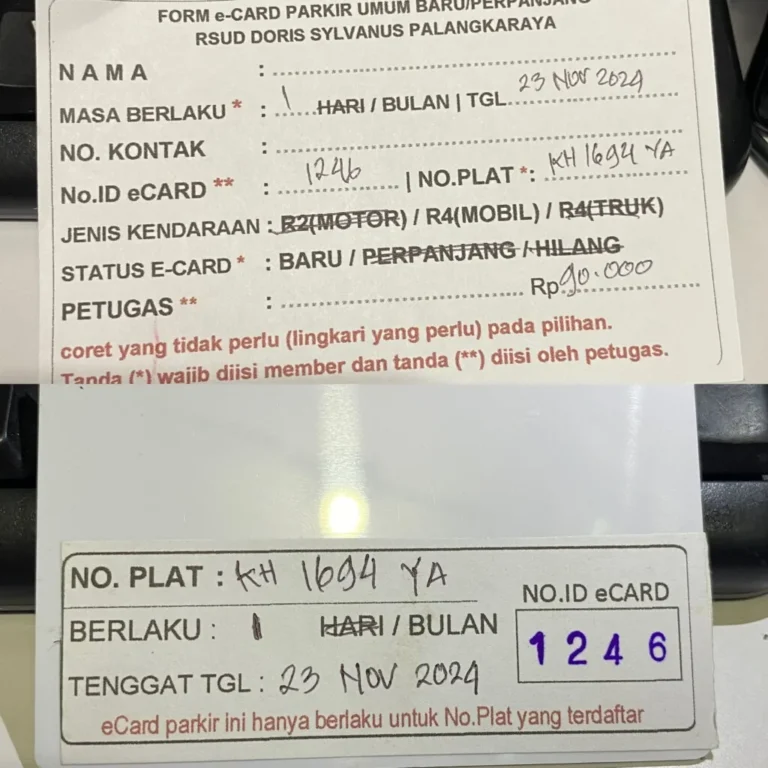 FORM e-CARD PARKIR UMUM BARU/PERPANJANG
RSUD DORIS SYLVANUS PALANGKARAYA
NAMA :
MASA BERLAKU * : 1 HARI / BULAN | TGL. 23 NOV 2024
NO. KONTAK :
No.ID eCARD ** : 1246 | NO.PLAT *: KH 1694 YA
JENIS KENDARAAN : R2(MOTOR) / R4(MOBIL) / R4(TRUK)
STATUS E-CARD * : BARU / PERPANJANG / HILANG
PETUGAS ** : Rp. 90.000
coret yang tidak perlu (lingkari yang perlu) pada pilihan.
Tanda (*) wajib diisi member dan tanda (**) diisi oleh petugas.
NO. PLAT : KH 1694 YA
NO.ID eCARD
BERLAKU : 1 HARI / BULAN
1246
TENGGAT TGL : 23 NOV 2024
eCard parkir ini hanya berlaku untuk No.Plat yang terdaftar